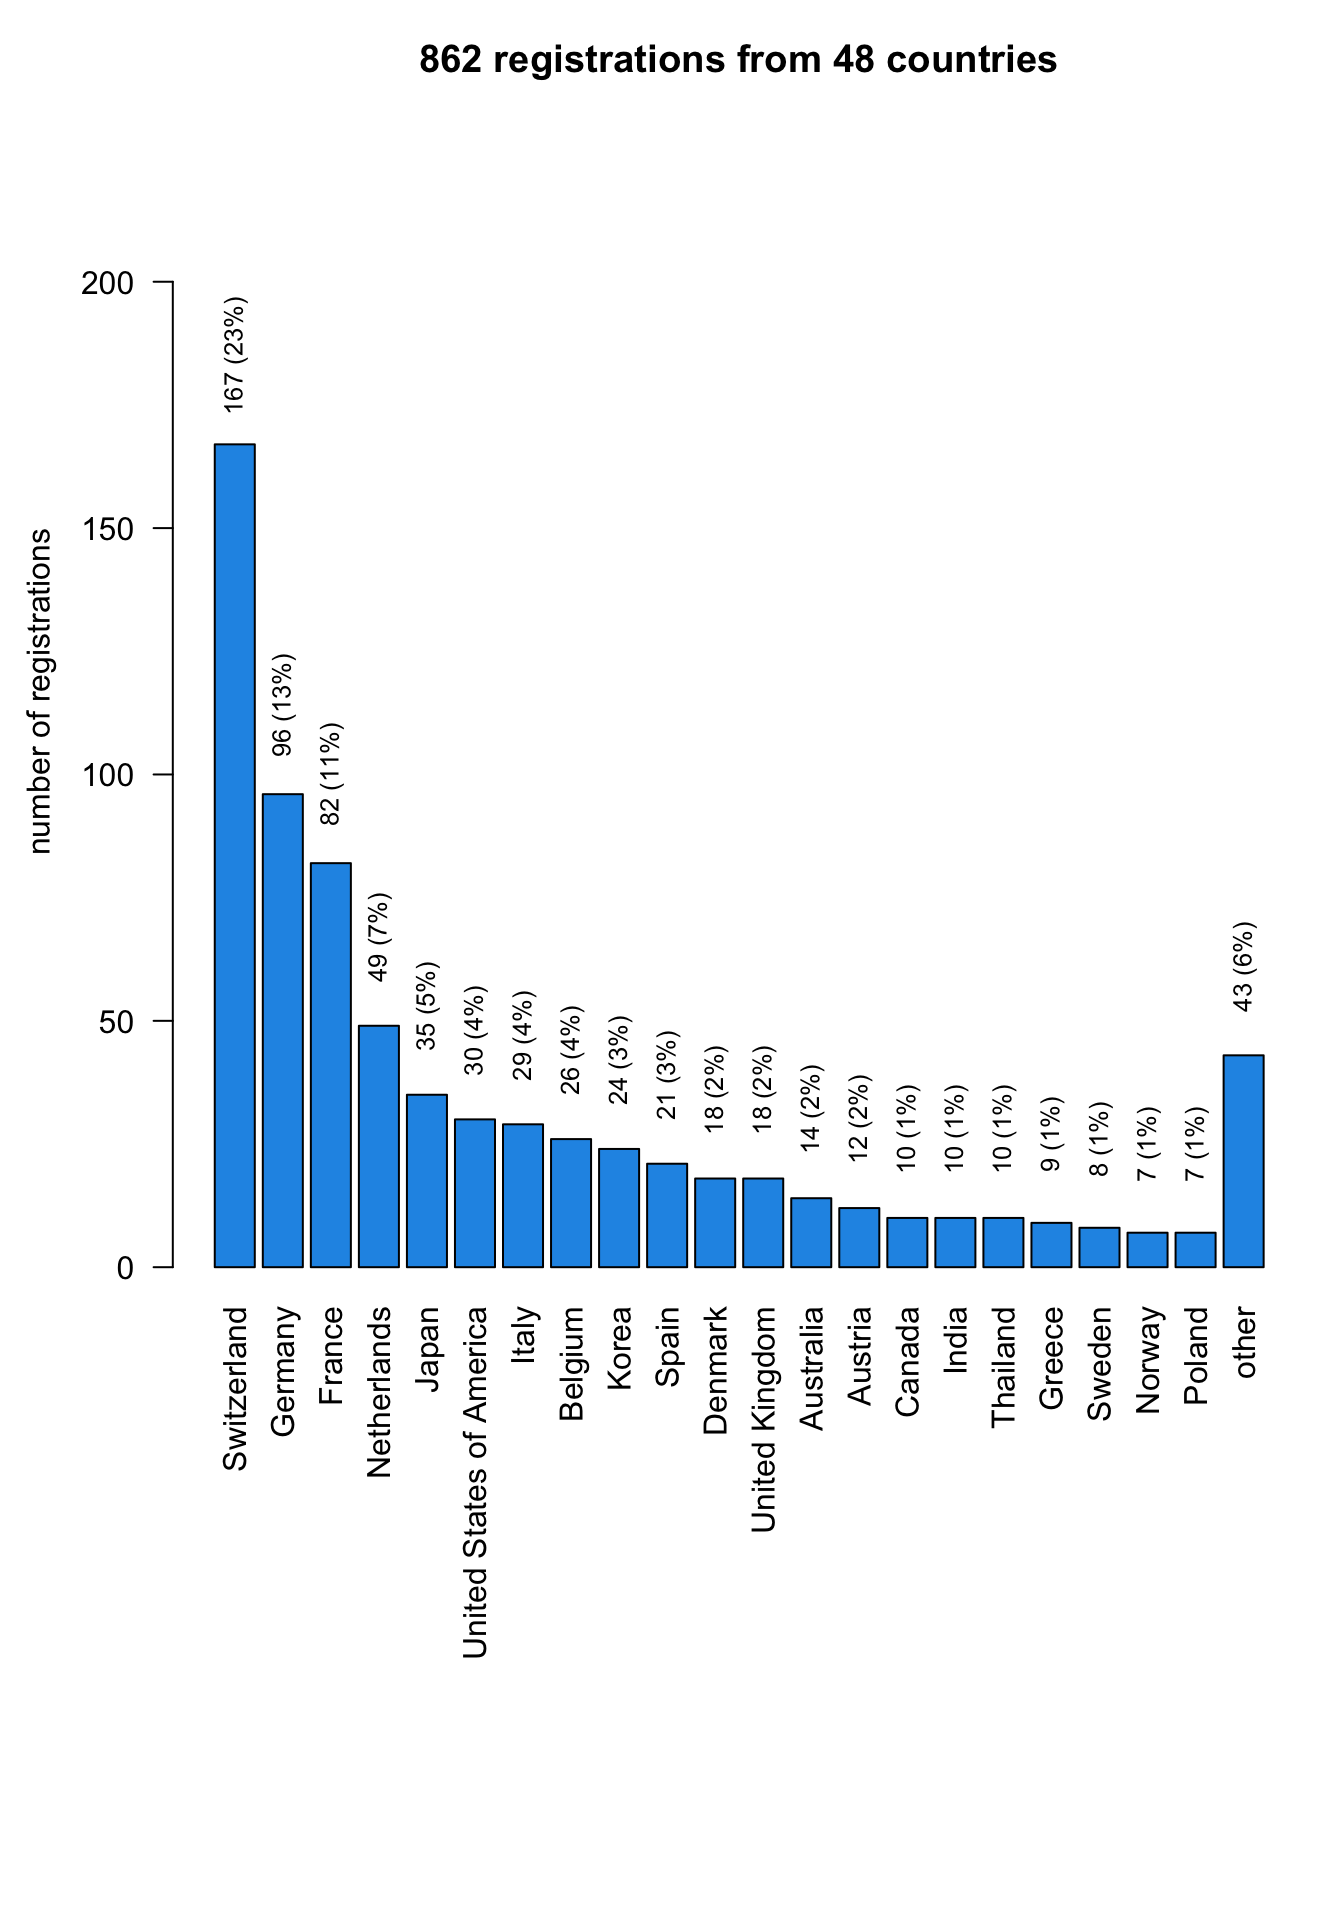 862 registrations from 48 countries
number of registrations
200
150
100
50
0
167 (23%)
96 (13%)
82 (11%)
49 (7%)
35 (5%)
30 (4%)
29 (4%)
26 (4%)
24 (3%)
21 (3%)
18 (2%)
18 (2%)
14 (2%)
12 (2%)
10 (1%)
10 (1%)
10 (1%)
9 (1%)
8 (1%)
7 (1%)
7 (1%)
43 (6%)
Switzerland
Germany
France
Netherlands
Japan
United States of America
Italy
Belgium
Korea
Spain
Denmark
United Kingdom
Australia
Austria
Canada
India
Thailand
Greece
Sweden
Norway
Poland
other